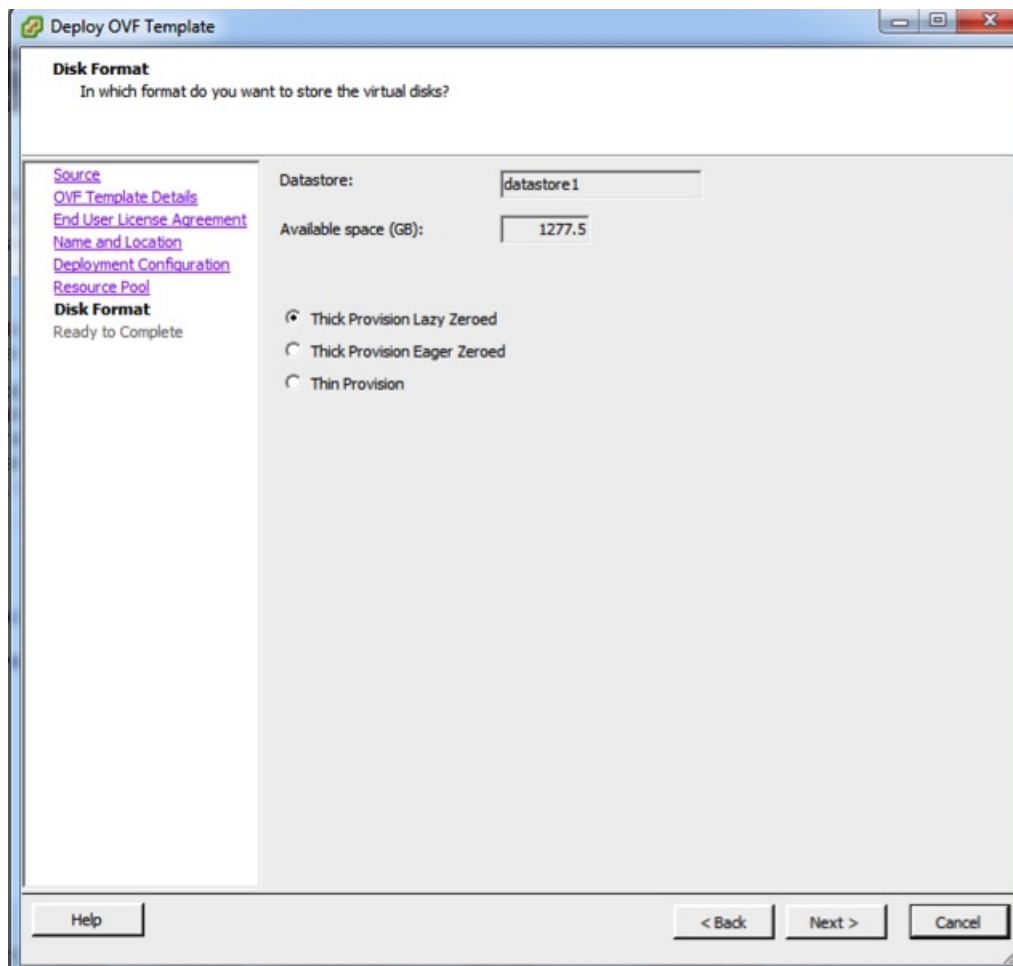 Deploy OVF Template
Disk Format
In which format do you want to store the virtual disks?
Source
OVF Template Details
End User License Agreement
Name and Location
Deployment Configuration
Resource Pool
Disk Format
Ready to Complete
Datastore:
datastore1
Available space (GB):
1277.5
Thick Provision Lazy Zeroed
Thick Provision Eager Zeroed
Thin Provision
Help
< Back
Next >
Cancel